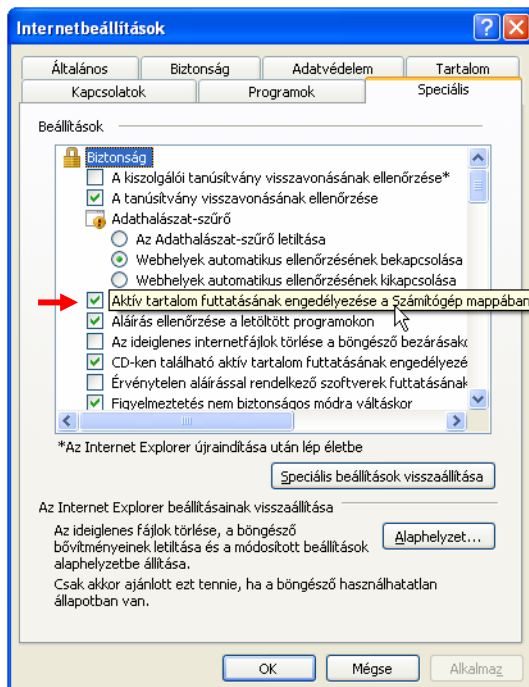 Internetbeállítások
Általános
Biztonság
Adatvédelem
Tartalom
Kapcsolatok
Programok
Speciális
Beállítások
Biztonság
A kiszolgálói tanúsítvány visszavonásának ellenőrzése*
A tanúsítvány visszavonásának ellenőrzése
Adathalászat-szűrő
Az Adathalászat-szűrő letiltása
Webhelyek automatikus ellenőrzésének bekapcsolása
Webhelyek automatikus ellenőrzésének kikapcsolása
Aktív tartalom futtatásának engedélyezése a Számítógép mappában
Aláírás ellenőrzése a letöltött programokon
Az ideiglenes internetfájlok törlése a böngésző bezárásako
CD-ken található aktív tartalom futtatásának engedélyezé
Érvénytelen aláírással rendelkező szoftverek futtatásának
Figyelmeztetés nem biztonságos módra váltáskor
*Az Internet Explorer újraindítása után lép életbe
Speciális beállítások visszaállítása
Az Internet Explorer beállításainak visszaállítása
Az ideiglenes fájlok törlése, a böngésző
bővítményeinek letiltása és a módosított beállítások
alaphelyzetbe állítása.
Alaphelyzet...
Csak akkor ajánlott ezt tennie, ha a böngésző használhatatlan
állapotban van.
OK
Mégse
Alkalmaz